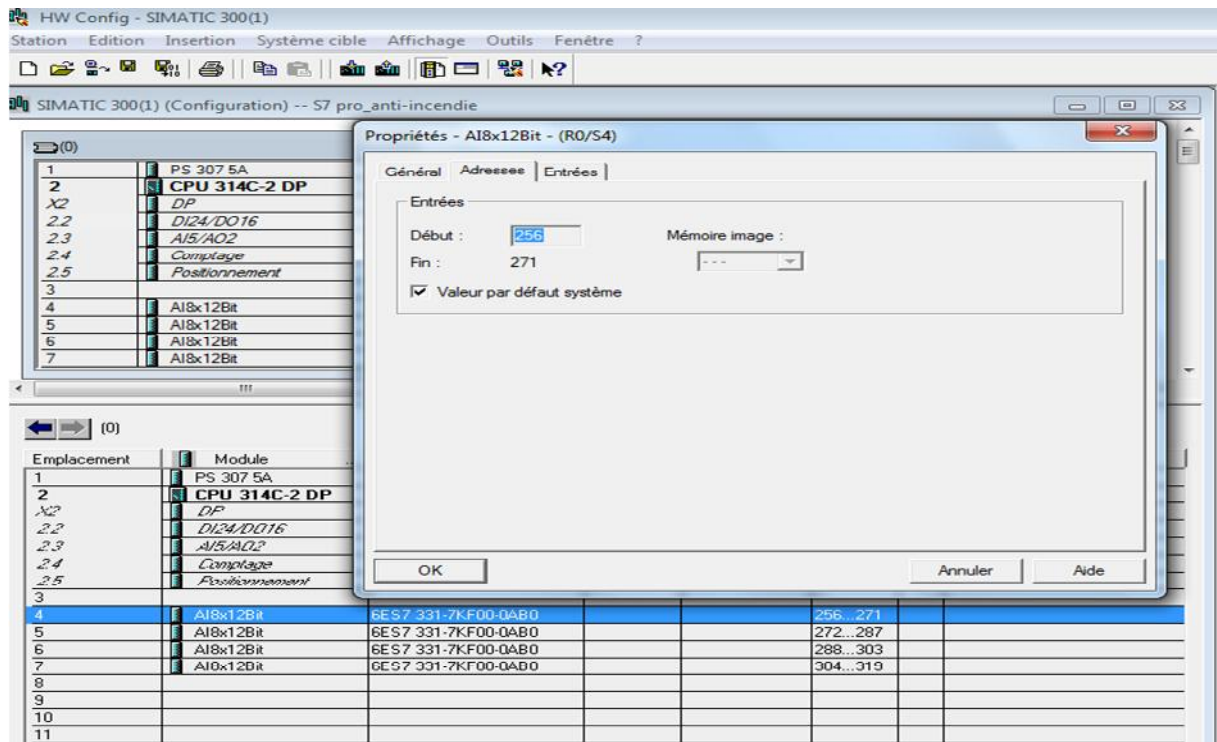 HW Config - SIMATIC 300(1)
Station Edition Insertion Système cible Affichage Outils Fenêtre ?
SIMATIC 300(1) (Configuration) -- S7 pro_anti-incendie
(0)
1 PS 307 5A
2 CPU 314C-2 DP
X2 DP
2.2 DI24/DO16
2.3 AI5/AO2
2.4 Comptage
2.5 Positionnement
3
4 AI8x12Bit
5 AI8x12Bit
6 AI8x12Bit
7 AI8x12Bit
Propriétés - AI8x12Bit - (R0/S4)
Général Adresses Entrées
Entrées
Début : 256 Mémoire image :
Fin : 271 ---
Valeur par défaut système
OK Annuler Aide
(0)
Emplacement Module ...
1 PS 307 5A
2 CPU 314C-2 DP
X2 DP
2.2 DI24/DO16
2.3 AI5/AO2
2.4 Comptage
2.5 Positionnement
3
4 AI8x12Bit 6ES7 331-7KF00-0AB0 256...271
5 AI8x12Bit 6ES7 331-7KF00-0AB0 272...287
6 AI8x12Bit 6ES7 331-7KF00-0AB0 288...303
7 AI8x12Bit 6ES7 331-7KF00-0AB0 304...319
8
9
10
11